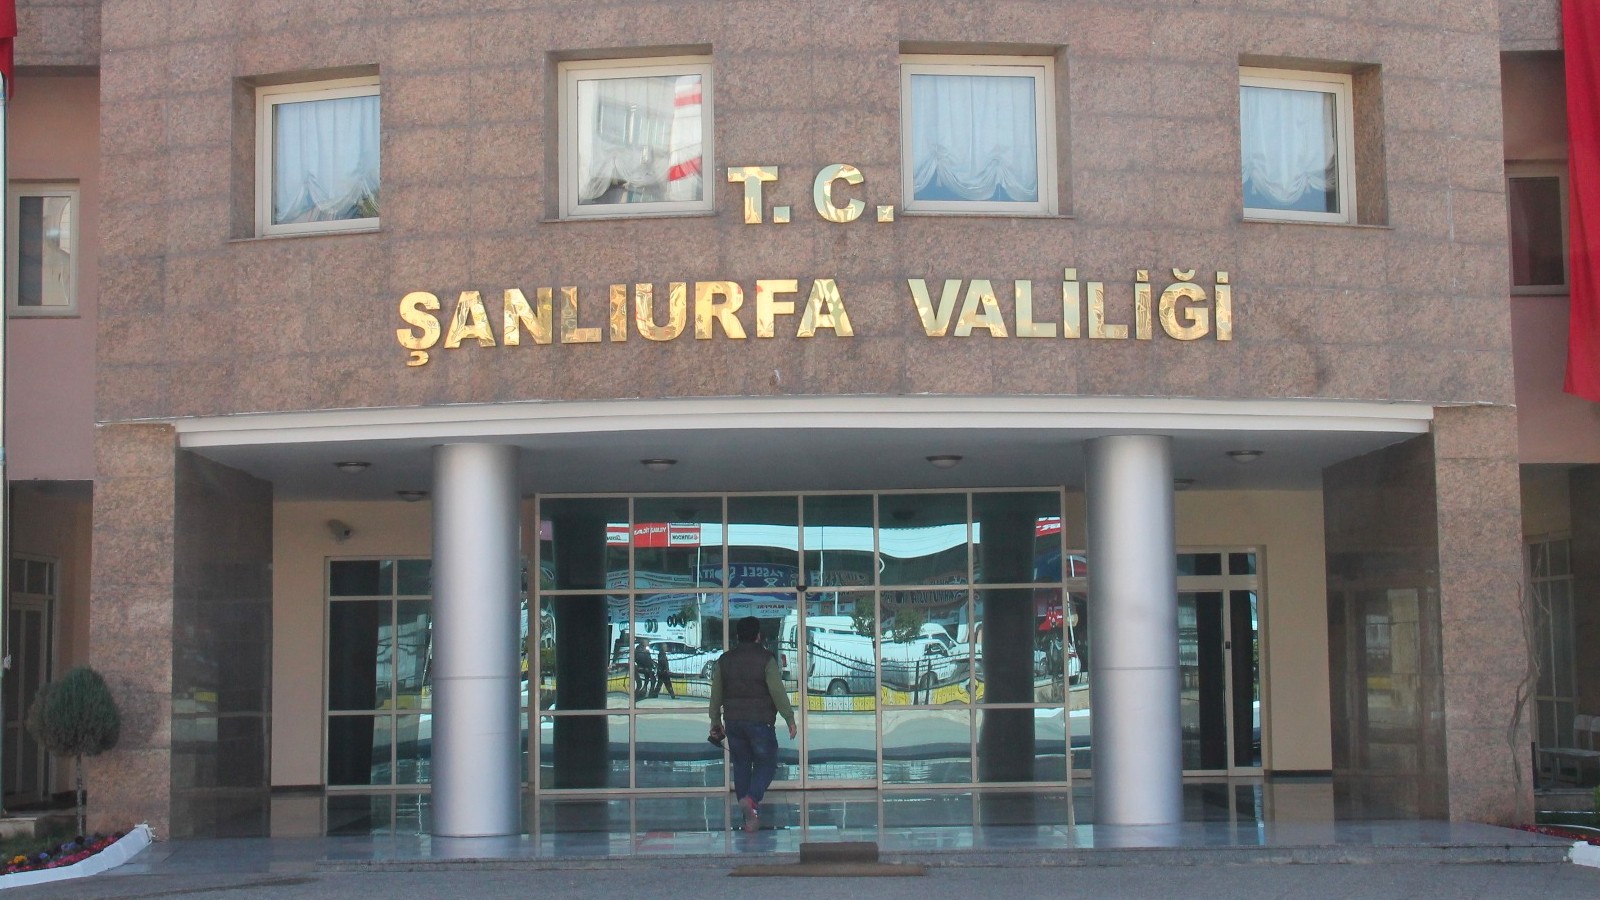 T. C.
ŞANLIURFA VALİLİĞİ